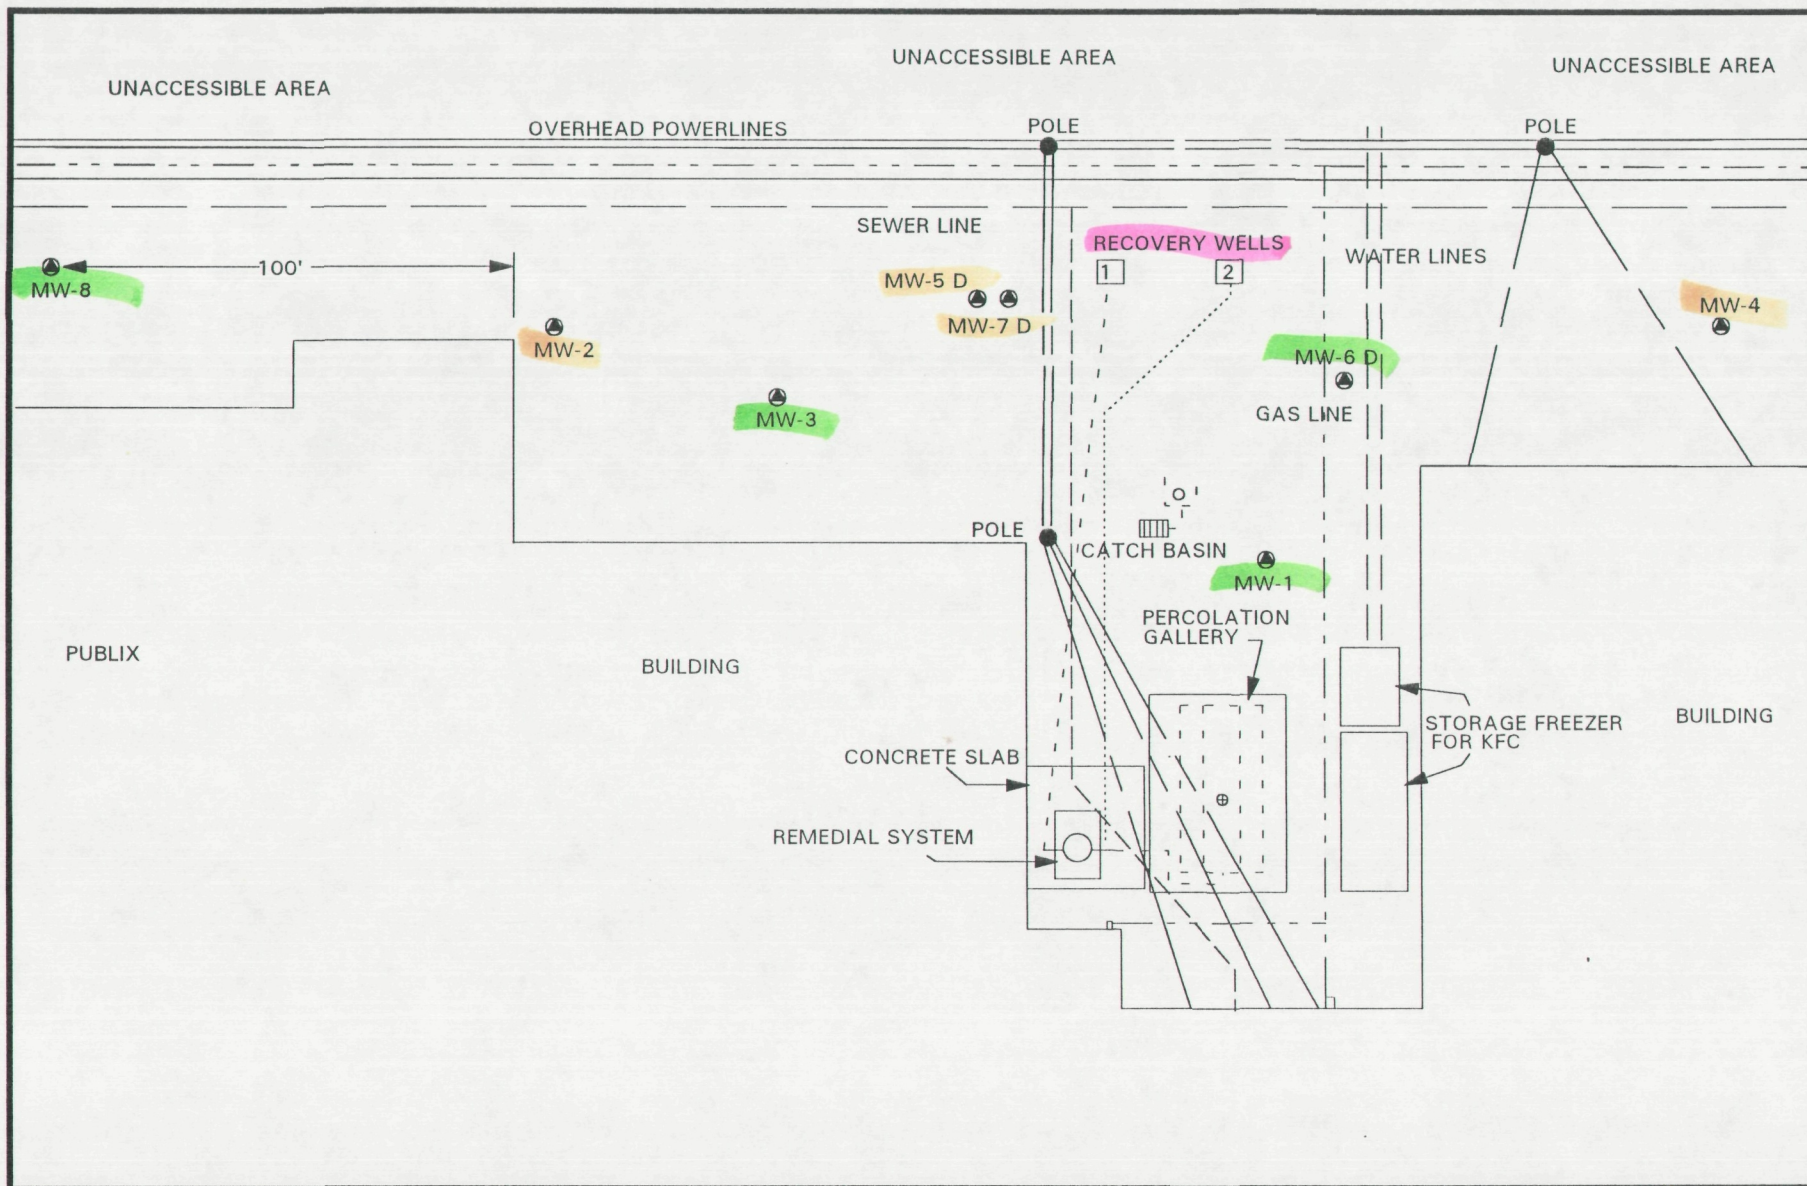 UNACCESSIBLE AREA
UNACCESSIBLE AREA
UNACCESSIBLE AREA
OVERHEAD POWERLINES
POLE
POLE
SEWER LINE
RECOVERY WELLS
1
2
WATER LINES
100'
MW-8
MW-5 D
MW-7 D
MW-2
MW-3
MW-4
MW-6 D
GAS LINE
POLE
CATCH BASIN
MW-1
PERCOLATION
GALLERY
PUBLIX
BUILDING
STORAGE FREEZER
FOR KFC
BUILDING
CONCRETE SLAB
REMEDIAL SYSTEM